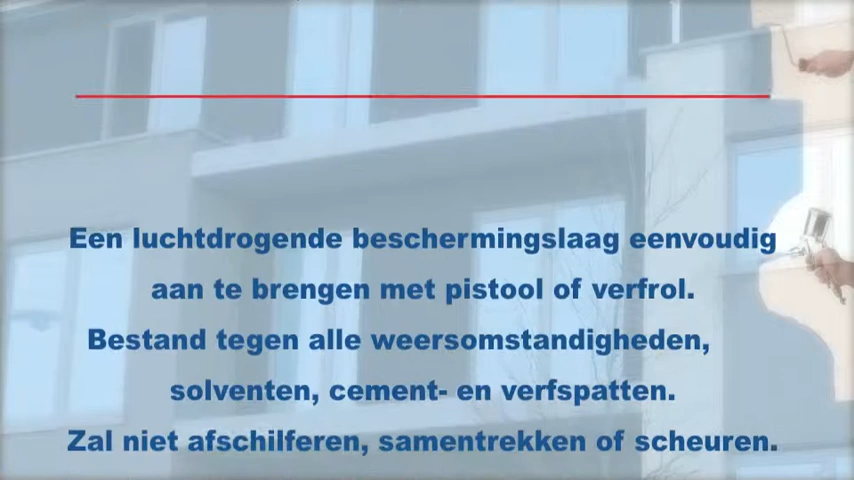 Een luchtdrogende beschermingslaag eenvoudig
aan te brengen met pistool of verfrol.
Bestand tegen alle weersomstandigheden,
solventen, cement- en verfspatten.
Zal niet afschilferen, samentrekken of scheuren.